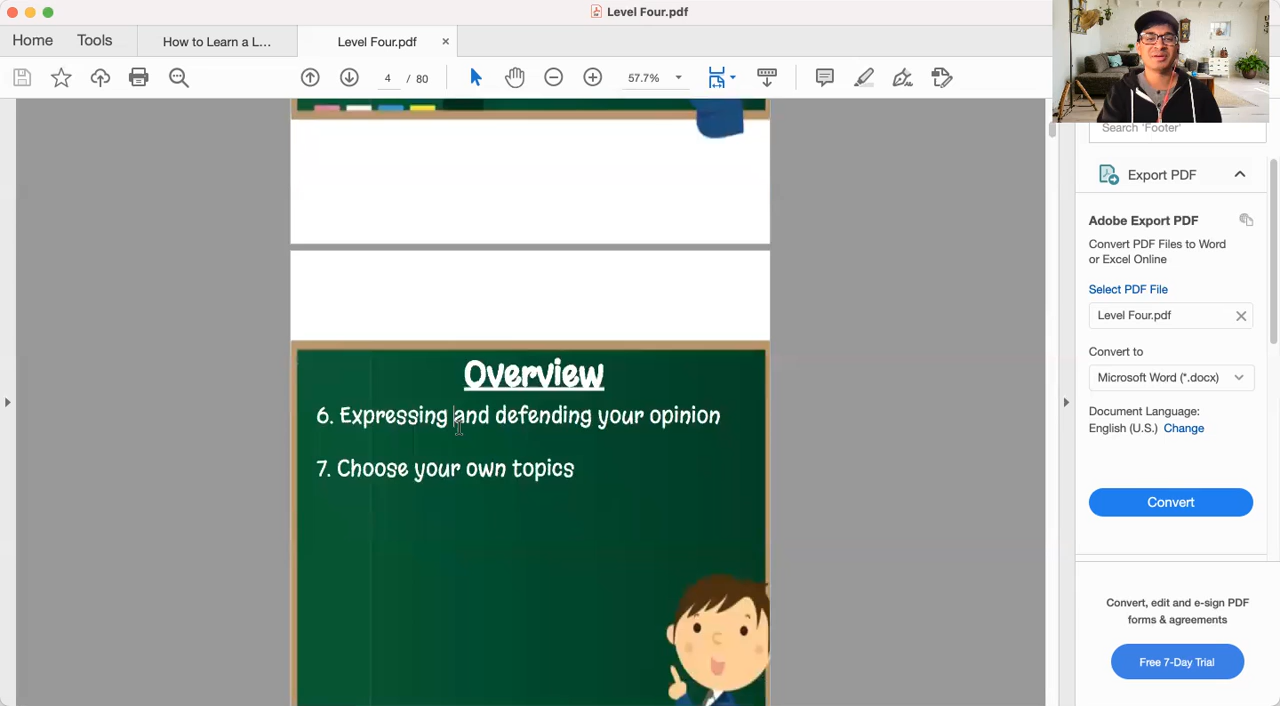 Level Four.pdf
Home
Tools
How to Learn a L...
Level Four.pdf
4
/ 80
57.7%
Search 'Footer'
Export PDF
Adobe Export PDF
Convert PDF Files to Word
or Excel Online
Select PDF File
Level Four.pdf
Convert to
Microsoft Word (*.docx)
Document Language:
English (U.S.) Change
Convert
Convert, edit and e-sign PDF
forms & agreements
Free 7-Day Trial
Overview
6. Expressing and defending your opinion
7. Choose your own topics